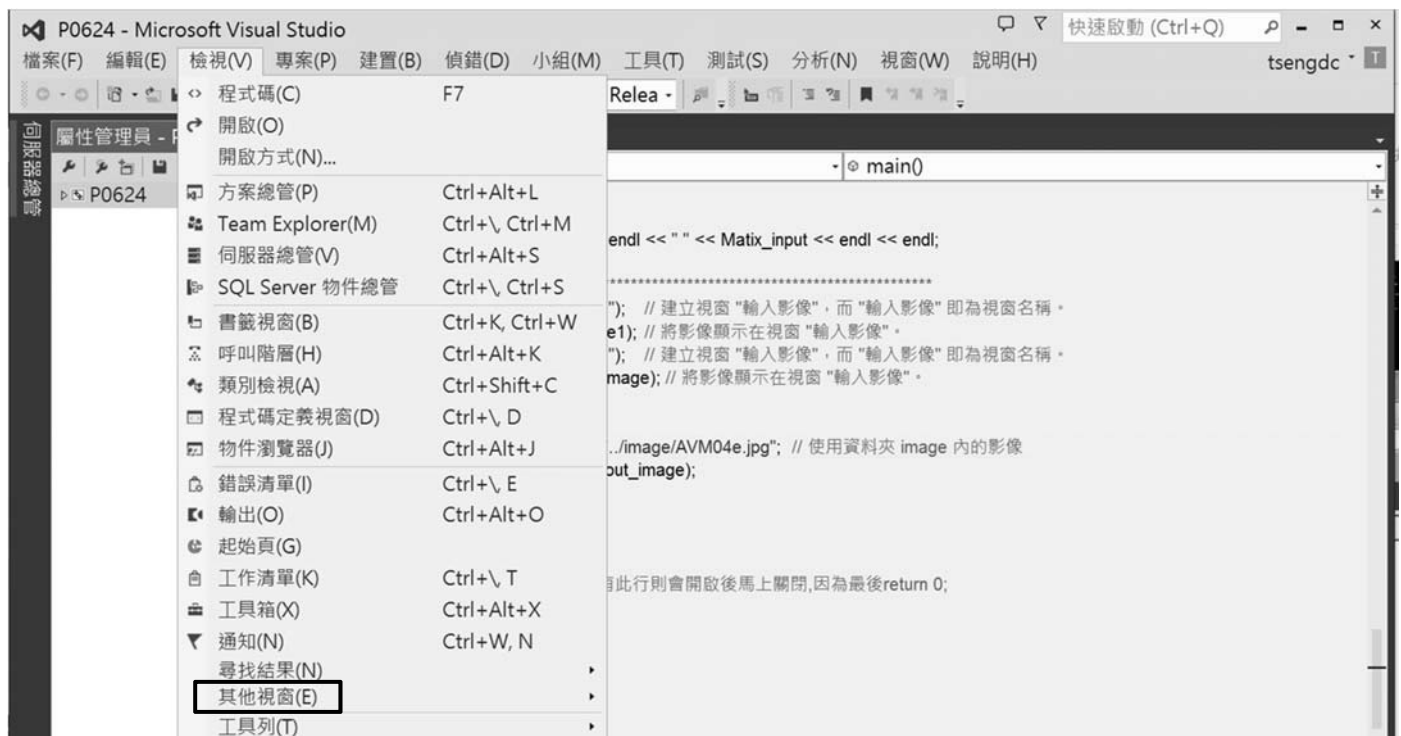 P0624 - Microsoft Visual Studio
快速啟動 (Ctrl+Q)
檔案(F) 編輯(E) 檢視(V) 專案(P) 建置(B) 偵錯(D) 小組(M) 工具(T) 測試(S) 分析(N) 視窗(W) 說明(H)
tsengdc T
Relea
伺服器總管
屬性管理員 -
P0624
main()
程式碼(C) F7
開啟(O)
開啟方式(N)...
方案總管(P) Ctrl+Alt+L
Team Explorer(M) Ctrl+\, Ctrl+M
伺服器總管(V) Ctrl+Alt+S
SQL Server 物件總管 Ctrl+\, Ctrl+S
書籤視窗(B) Ctrl+K, Ctrl+W
呼叫階層(H) Ctrl+Alt+K
類別檢視(A) Ctrl+Shift+C
程式碼定義視窗(D) Ctrl+\, D
物件瀏覽器(J) Ctrl+Alt+J
錯誤清單(I) Ctrl+\, E
輸出(O) Ctrl+Alt+O
起始頁(G)
工作清單(K) Ctrl+\, T
工具箱(X) Ctrl+Alt+X
通知(N) Ctrl+W, N
尋找結果(N)
其他視窗(E)
工具列(T)
endl << " " << Matix_input << endl << endl;
**********************************************
"); // 建立視窗 "輸入影像"，而 "輸入影像" 即為視窗名稱。
e1); // 將影像顯示在視窗 "輸入影像"。
"); // 建立視窗 "輸入影像"，而 "輸入影像" 即為視窗名稱。
mage); // 將影像顯示在視窗 "輸入影像"。
../image/AVM04e.jpg"; // 使用資料夾 image 內的影像
out_image);
此行則會開啟後馬上關閉,因為最後return 0;